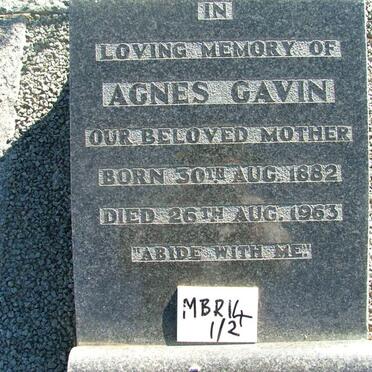 IN
LOVING MEMORY OF
AGNES GAVIN
OUR BELOVED MOTHER
BORN 30TH AUG. 1882
DIED 26TH AUG. 1963
"ABIDE WITH ME."
MBR14
1/2